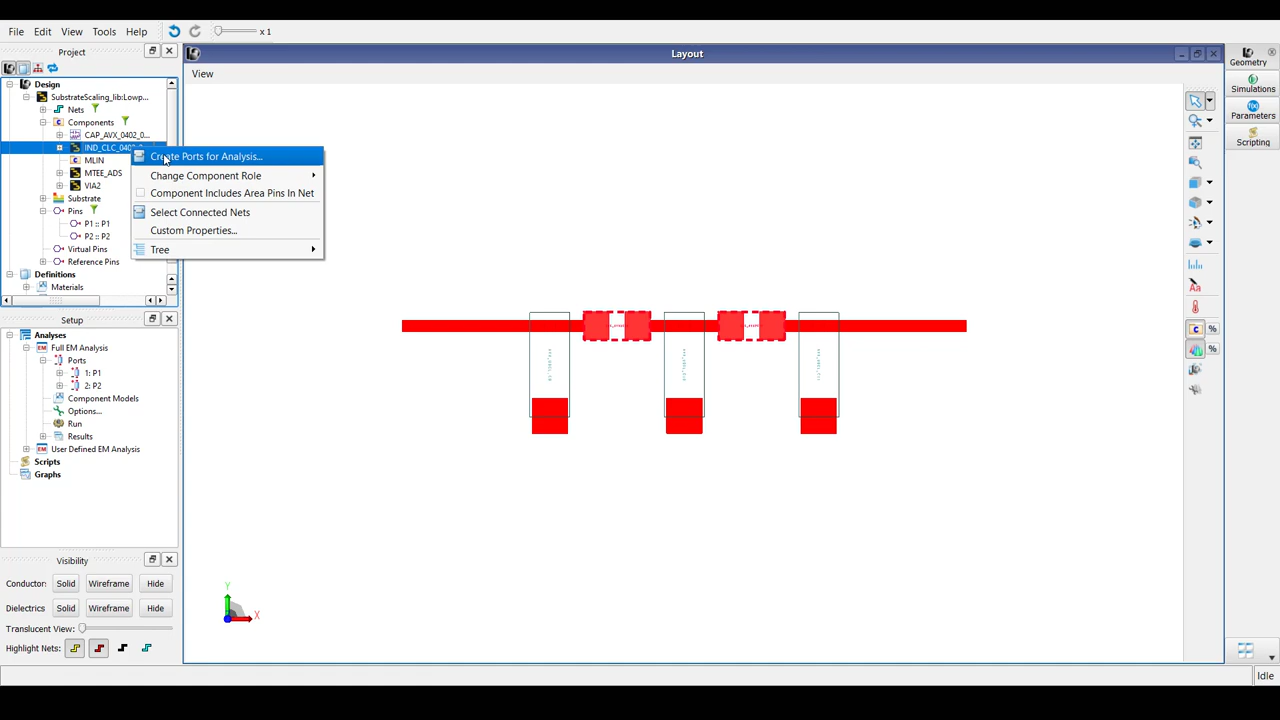 File Edit View Tools Help x 1
Project
Layout
View
Design
SubstrateScaling_lib:Lowp...
Nets
Components
CAP_AVX_0402_0...
IND_CLC_0402_0...
MLIN
MTEE_ADS
VIA2
Substrate
Pins
P1 :: P1
P2 :: P2
Virtual Pins
Reference Pins
Definitions
Materials
Create Ports for Analysis...
Change Component Role
Component Includes Area Pins In Net
Select Connected Nets
Custom Properties...
Tree
Setup
Analyses
EM Full EM Analysis
Ports
1: P1
2: P2
Component Models
Options...
Run
Results
EM User Defined EM Analysis
Scripts
Graphs
Visibility
Conductor: Solid Wireframe Hide
Dielectrics: Solid Wireframe Hide
Translucent View:
Highlight Nets:
Y
X
Geometry
Simulations
Parameters
Scripting
Idle